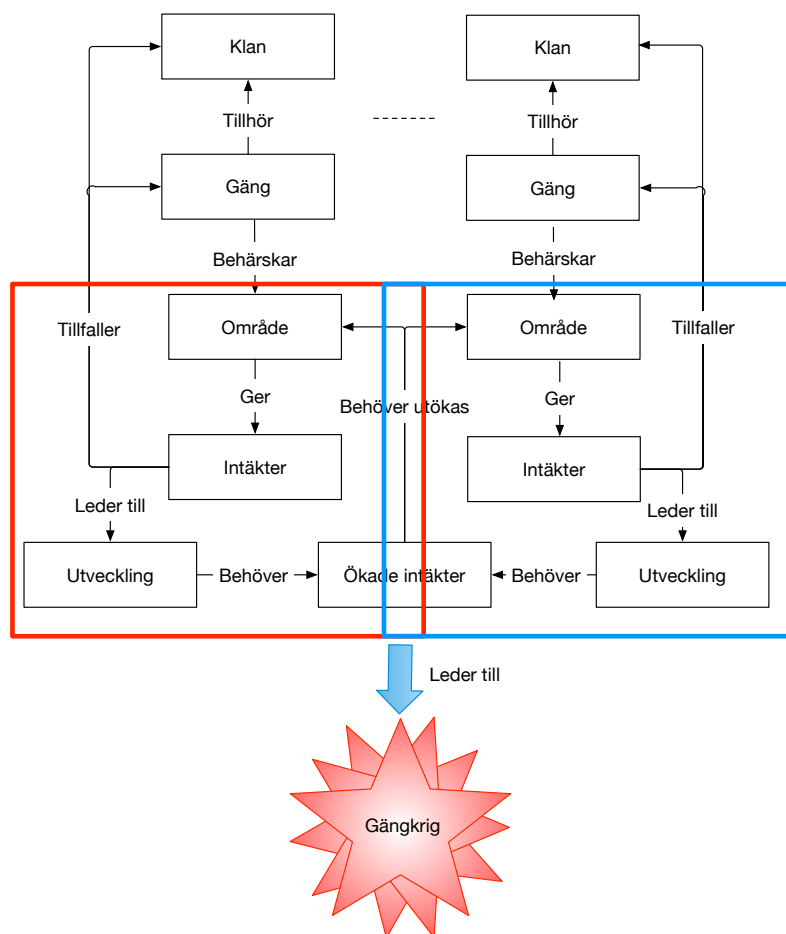 Klan
Klan
Tillhör
Tillhör
Gäng
Gäng
Behärskar
Behärskar
Tillfaller
Område
Område
Tillfaller
Ger
Behöver utökas
Ger
Intäkter
Intäkter
Leder till
Leder till
Utveckling
Behöver
Ökade intäkter
Behöver
Utveckling
Leder till
Gängkrig